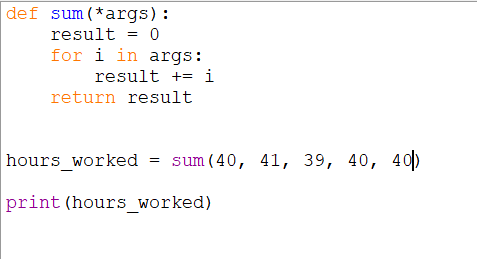 def sum(*args):
    result = 0
    for i in args:
        result += i
    return result
hours_worked = sum(40, 41, 39, 40, 40)
print(hours_worked)